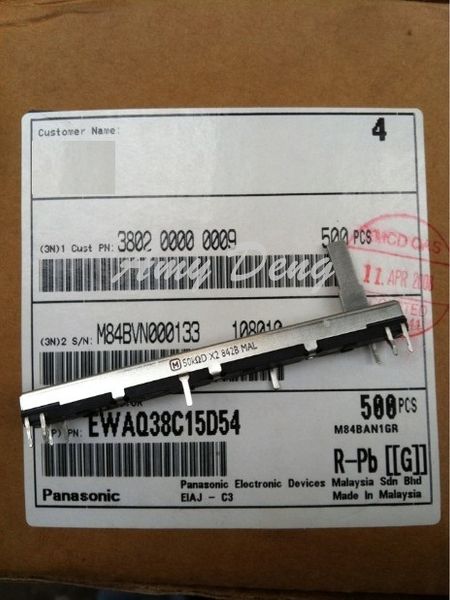 Customer Name:
4
(3N)1 Cust PN: 3802 0000 0009
500 PCS
Amy Deng
11 APR
(3N)2 S/N: M84BVN000133 108010
M 50kΩD X2 842B MAL
PN: EWAQ38C15D54
500 PCS
M84BAN1GR
R-Pb [[G]]
Panasonic
Panasonic Electronic Devices Malaysia Sdn Bhd
EIAJ - C3
Made In Malaysia